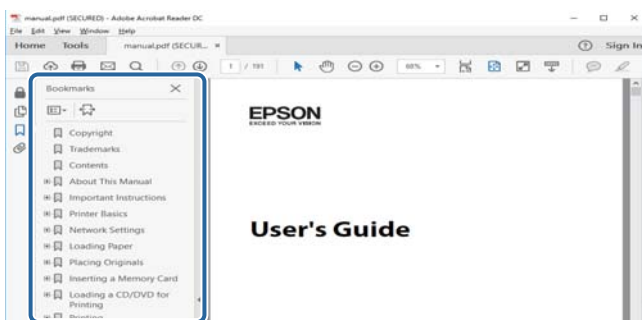 manual.pdf (SECURED) - Adobe Acrobat Reader DC
File Edit View Window Help
Home Tools manual.pdf (SECUR... ×
Sign In
1 / 191
88%
Bookmarks
Copyright
Trademarks
Contents
About This Manual
Important Instructions
Printer Basics
Network Settings
Loading Paper
Placing Originals
Inserting a Memory Card
Loading a CD/DVD for
Printing
Printing
EPSON
EXCEED YOUR VISION
User's Guide